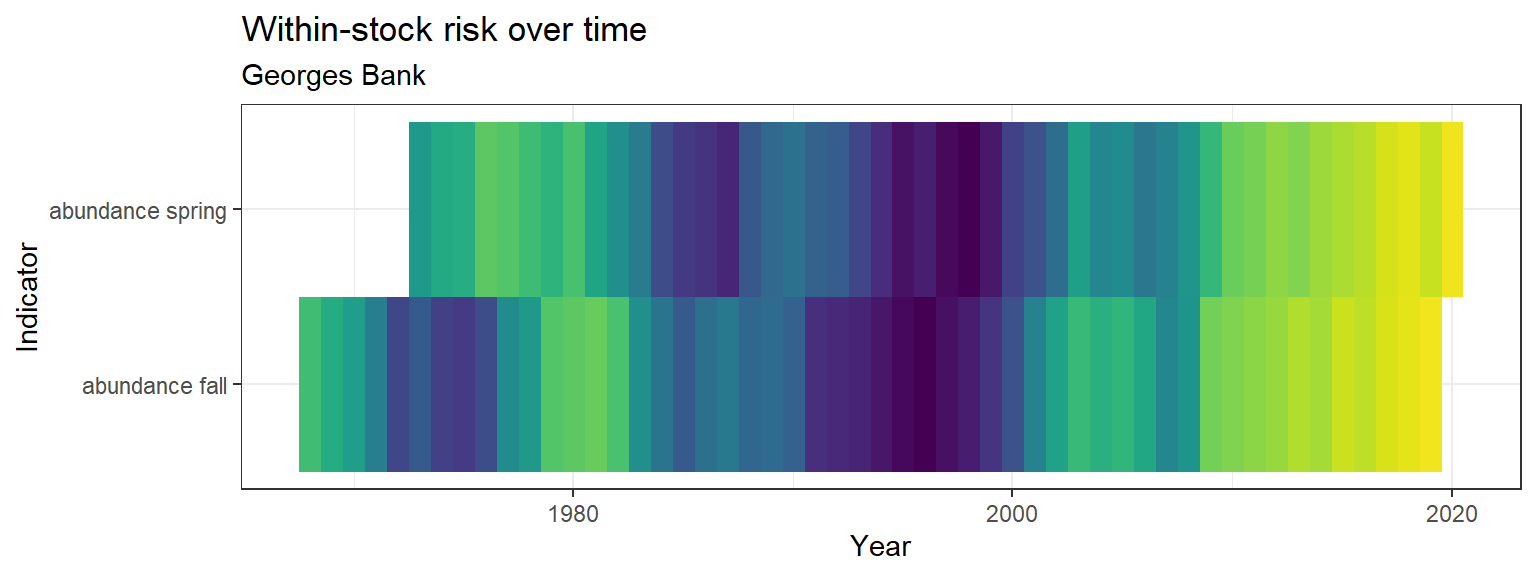 Within-stock risk over time
Georges Bank
Indicator
abundance spring
abundance fall
1980
2000
2020
Year